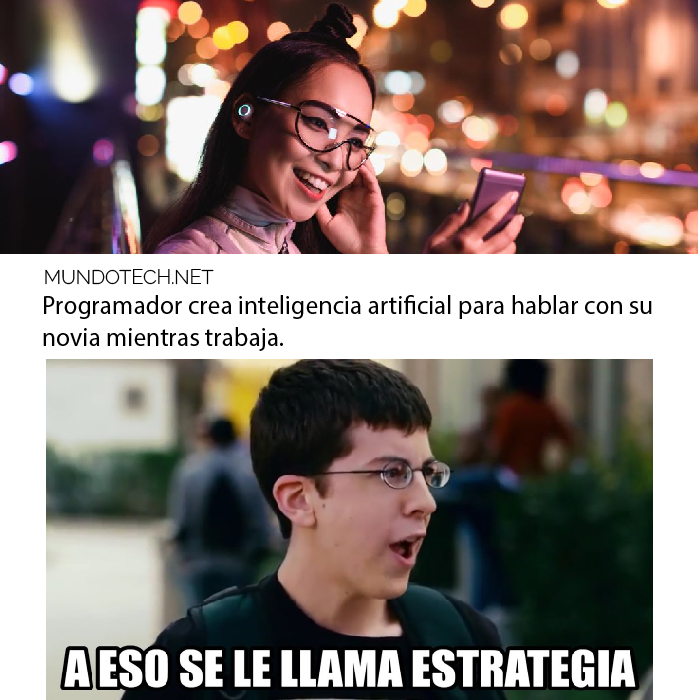 MUNDOTECH.NET
Programador crea inteligencia artificial para hablar con su
novia mientras trabaja.
A ESO SE LE LLAMA ESTRATEGIA